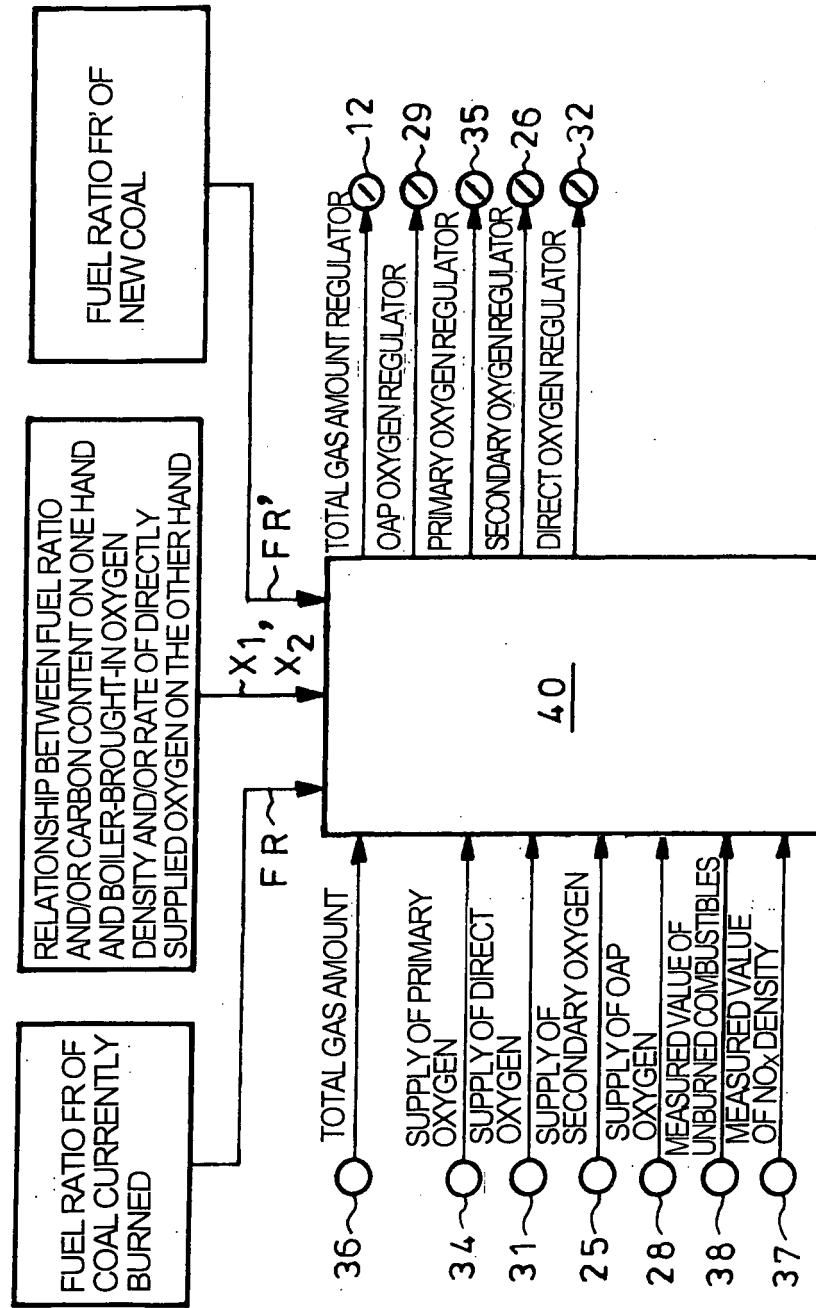 FUEL RATIO FR OF
COAL CURRENTLY
BURNED
RELATIONSHIP BETWEEN FUEL RATIO
AND/OR CARBON CONTENT ON ONE HAND
AND BOILER-BROUGHT-IN OXYGEN
DENSITY AND/OR RATE OF DIRECTLY
SUPPLIED OXYGEN ON THE OTHER HAND
FUEL RATIO FR' OF
NEW COAL
FR
X1,
X2
FR'
36
TOTAL GAS AMOUNT
34
SUPPLY OF PRIMARY
OXYGEN
31
SUPPLY OF DIRECT
OXYGEN
25
SUPPLY OF
SECONDARY OXYGEN
28
SUPPLY OF OAP
OXYGEN
38
MEASURED VALUE OF
UNBURNED COMBUSTIBLES
37
MEASURED VALUE
OF NOx DENSITY
40
TOTAL GAS AMOUNT REGULATOR
12
OAP OXYGEN REGULATOR
29
PRIMARY OXYGEN REGULATOR
35
SECONDARY OXYGEN REGULATOR
26
DIRECT OXYGEN REGULATOR
32